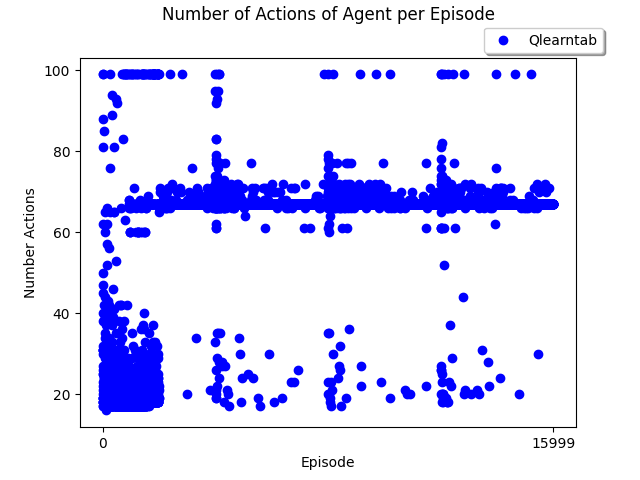 Number of Actions of Agent per Episode
Qlearntab
100
80
60
40
20
Number Actions
0
15999
Episode